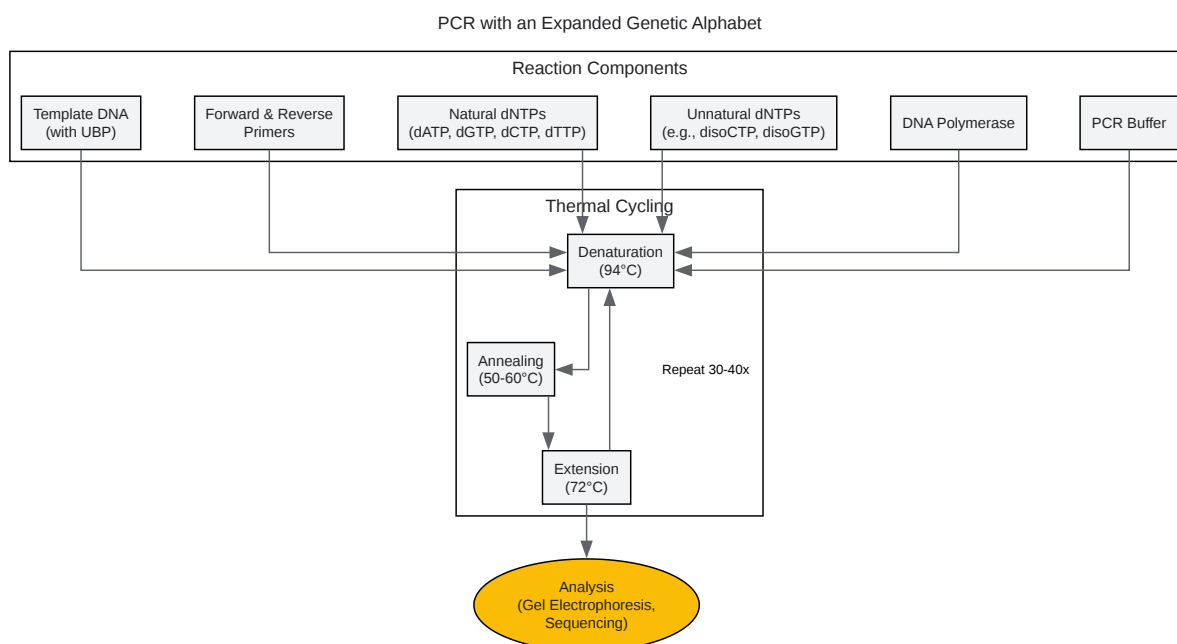 PCR with an Expanded Genetic Alphabet
Reaction Components
Template DNA
(with UBP)
Forward & Reverse
Primers
Natural dNTPs
(dATP, dGTP, dCTP, dTTP)
Unnatural dNTPs
(e.g., disoCTP, disoGTP)
DNA Polymerase
PCR Buffer
Thermal Cycling
Denaturation
(94°C)
Annealing
(50-60°C)
Repeat 30-40x
Extension
(72°C)
Analysis
(Gel Electrophoresis,
Sequencing)